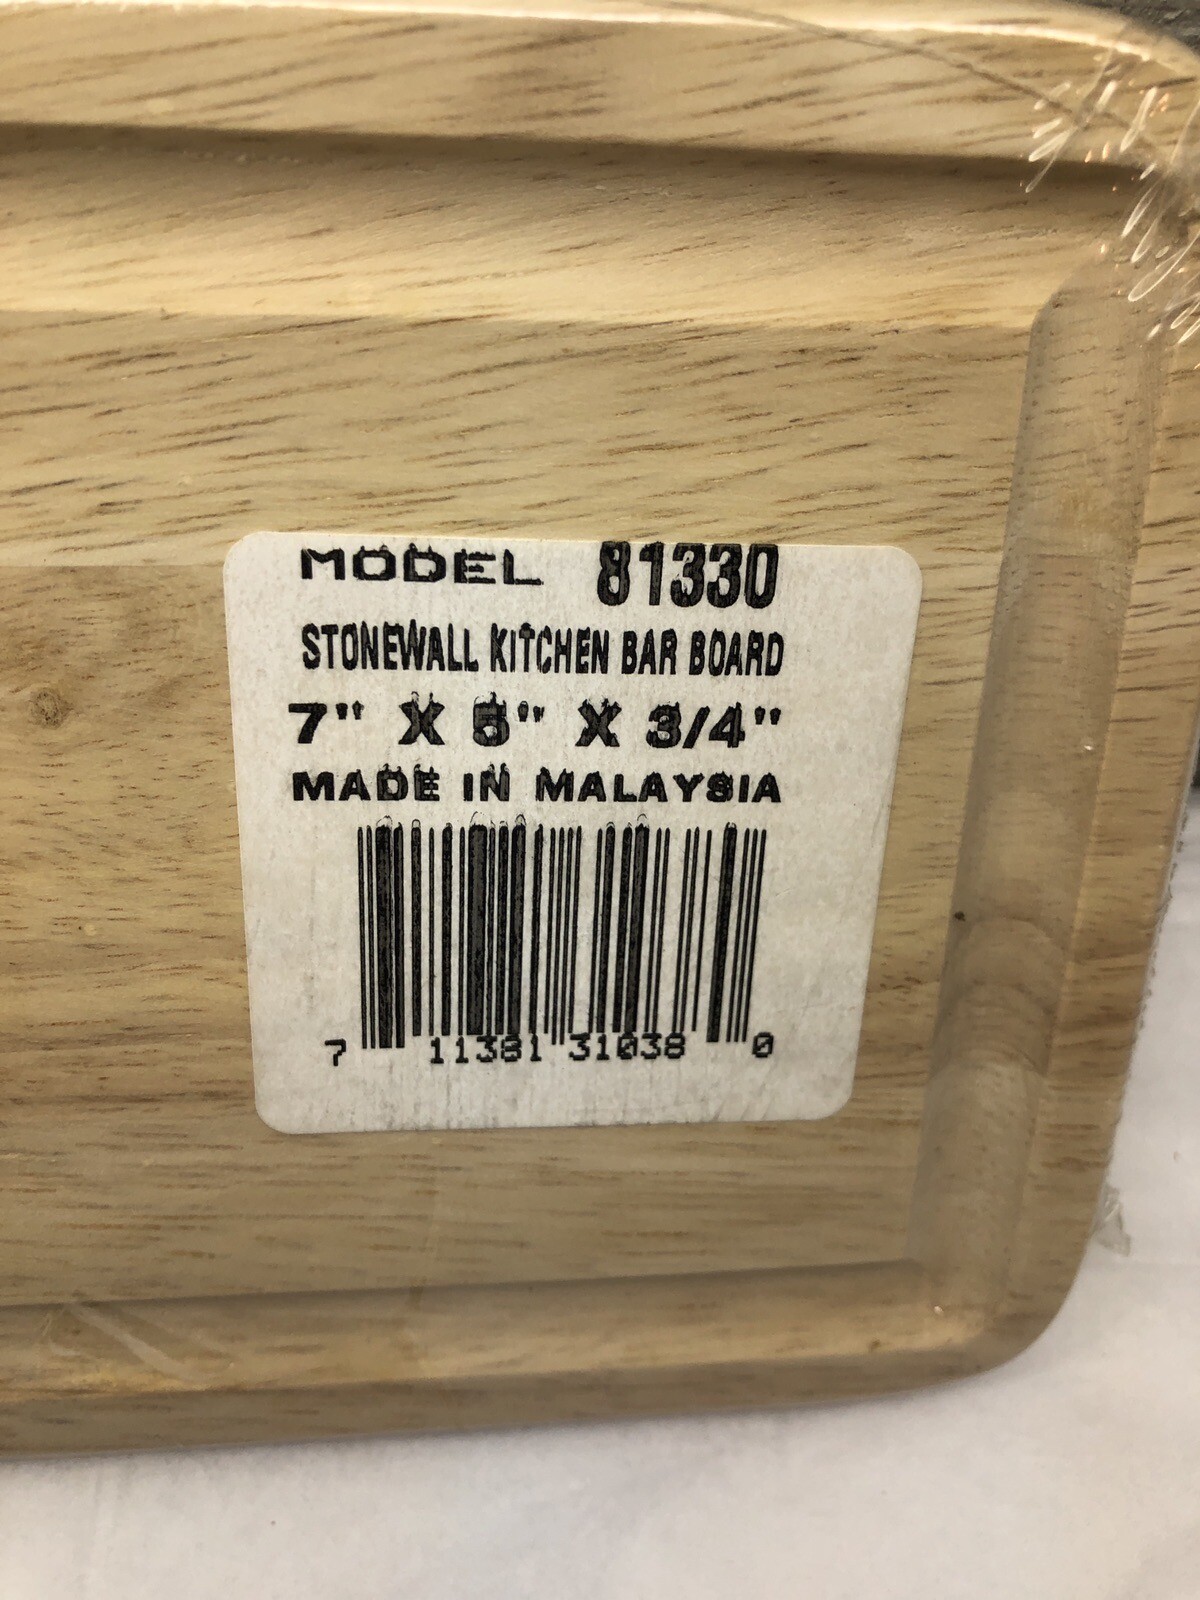 MODEL 81330
STONEWALL KITCHEN BAR BOARD
7" X 5" X 3/4"
MADE IN MALAYSIA
7 11381 31038 0